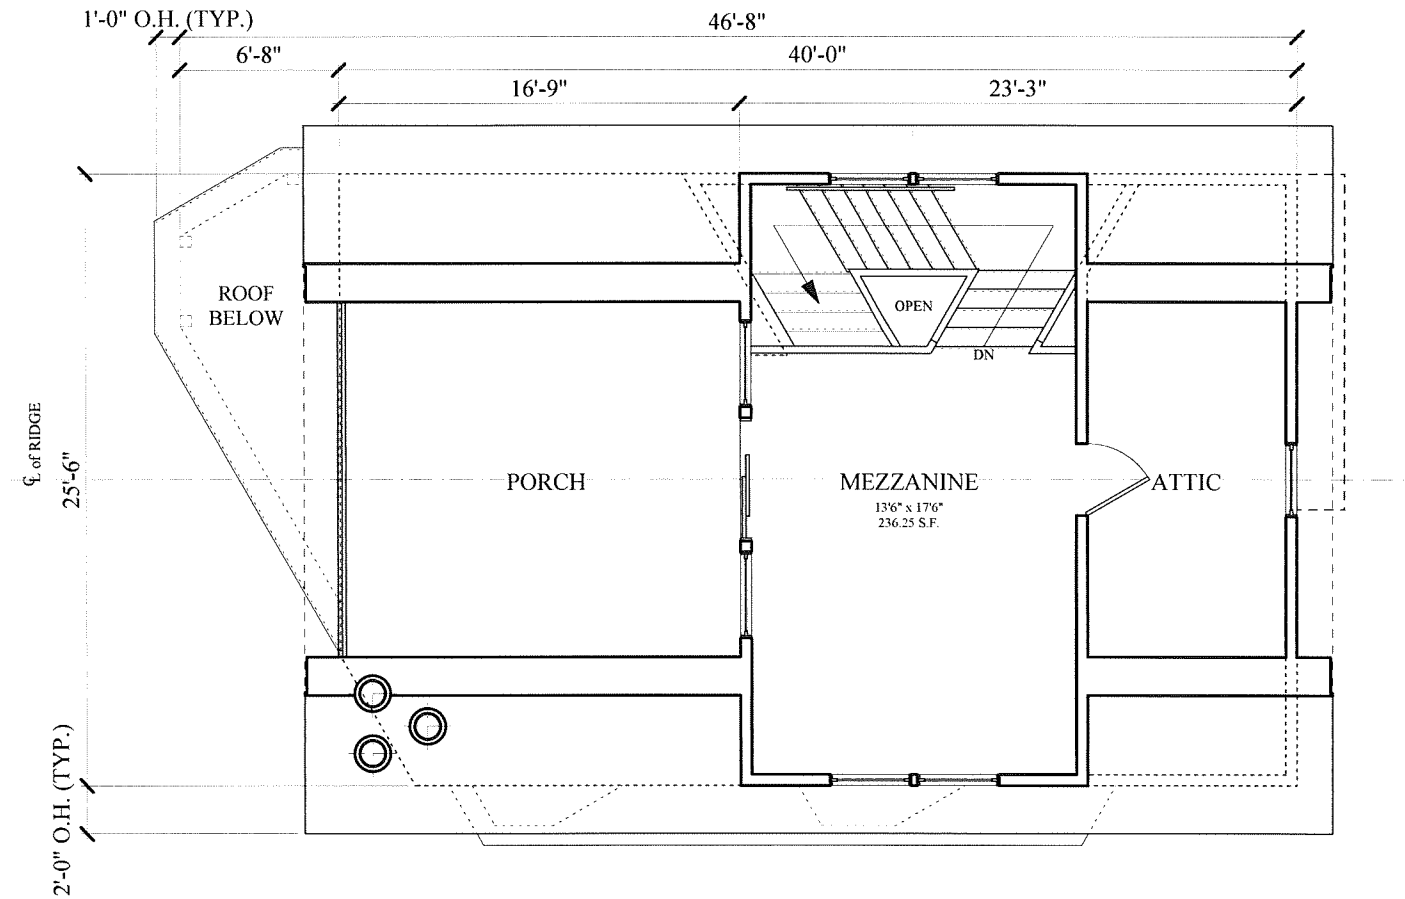 1'-0" O.H. (TYP.)
46'-8"
6'-8"
40'-0"
16'-9"
23'-3"
ROOF
BELOW
OPEN
DN
℄ of RIDGE
25'-6"
PORCH
MEZZANINE
13'6" x 17'6"
236.25 S.F.
ATTIC
2'-0" O.H. (TYP.)